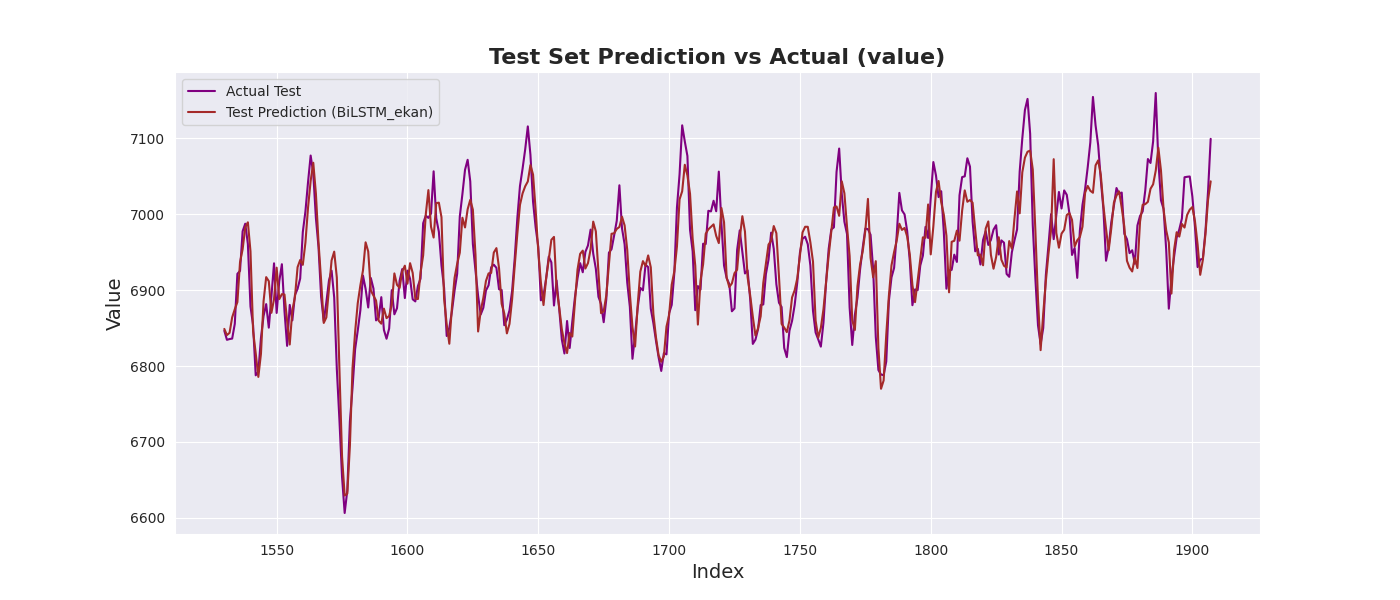 Test Set Prediction vs Actual (value)
Actual Test
Test Prediction (BiLSTM_ekan)
Value
7100
7000
6900
6800
6700
6600
1550 1600 1650 1700 1750 1800 1850 1900
Index